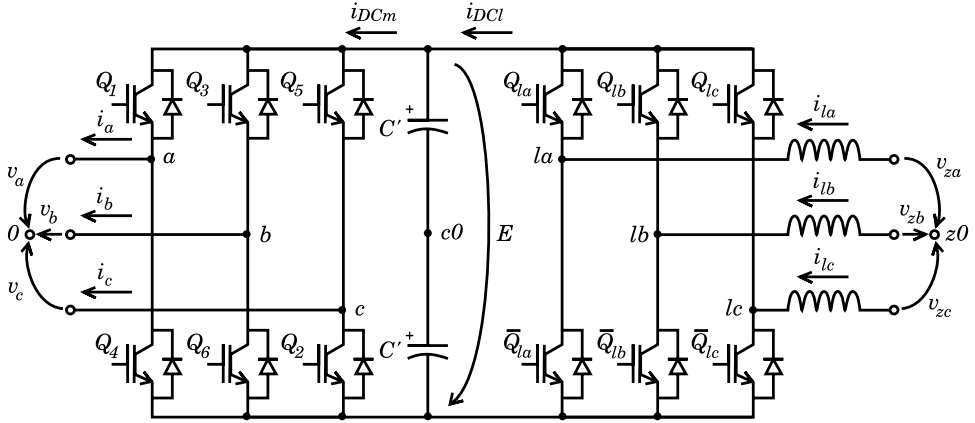 i_DCm i_DCl
Q_1 Q_3 Q_5 Q_la Q_lb Q_lc
i_a C' + i_la
a la
v_a v_za
i_b i_lb
v_b v_zb
0 b c0 E lb z0
i_c i_lc
v_c v_zc
c lc
Q_4 Q_6 Q_2 C' + Q̅_la Q̅_lb Q̅_lc